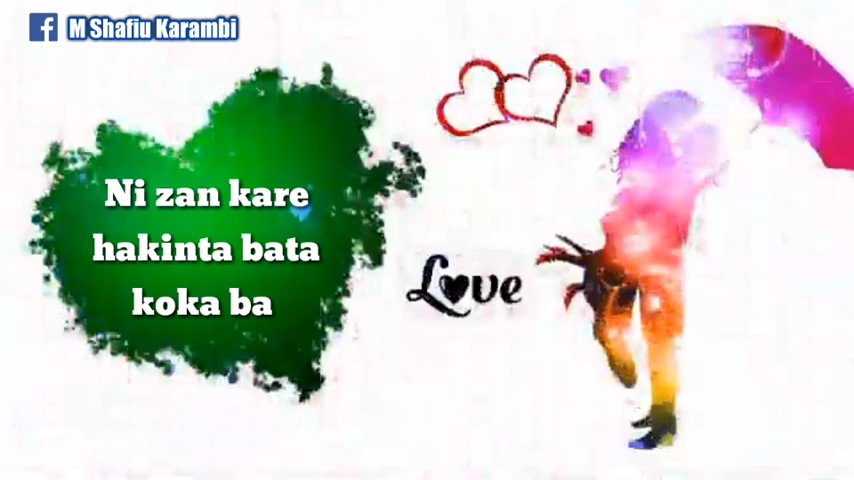 M Shafiu Karambi
Ni zan kare
hakinta bata
koka ba
Love